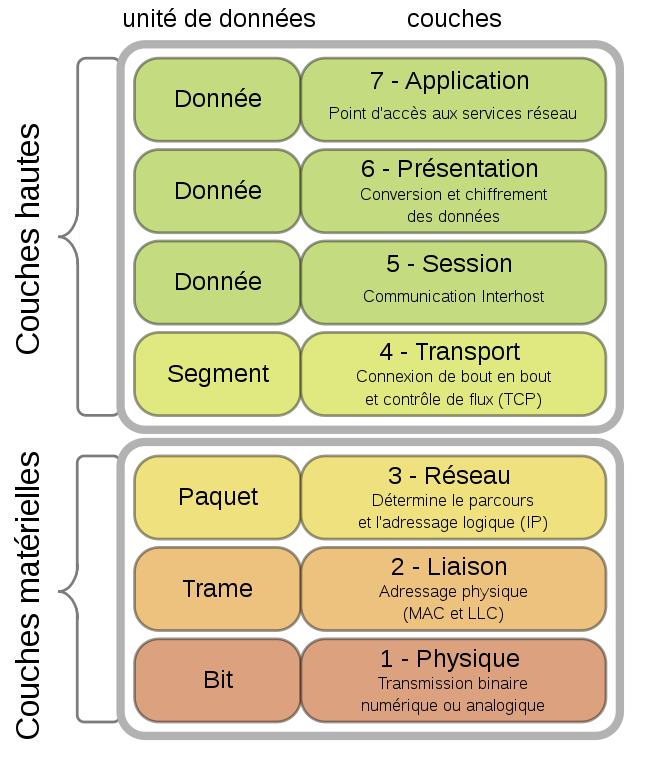 unité de données
couches
Couches hautes
Donnée
7 - Application
Point d'accès aux services réseau
Donnée
6 - Présentation
Conversion et chiffrement
des données
Donnée
5 - Session
Communication Interhost
Segment
4 - Transport
Connexion de bout en bout
et contrôle de flux (TCP)
Couches matérielles
Paquet
3 - Réseau
Détermine le parcours
et l'adressage logique (IP)
Trame
2 - Liaison
Adressage physique
(MAC et LLC)
Bit
1 - Physique
Transmission binaire
numérique ou analogique